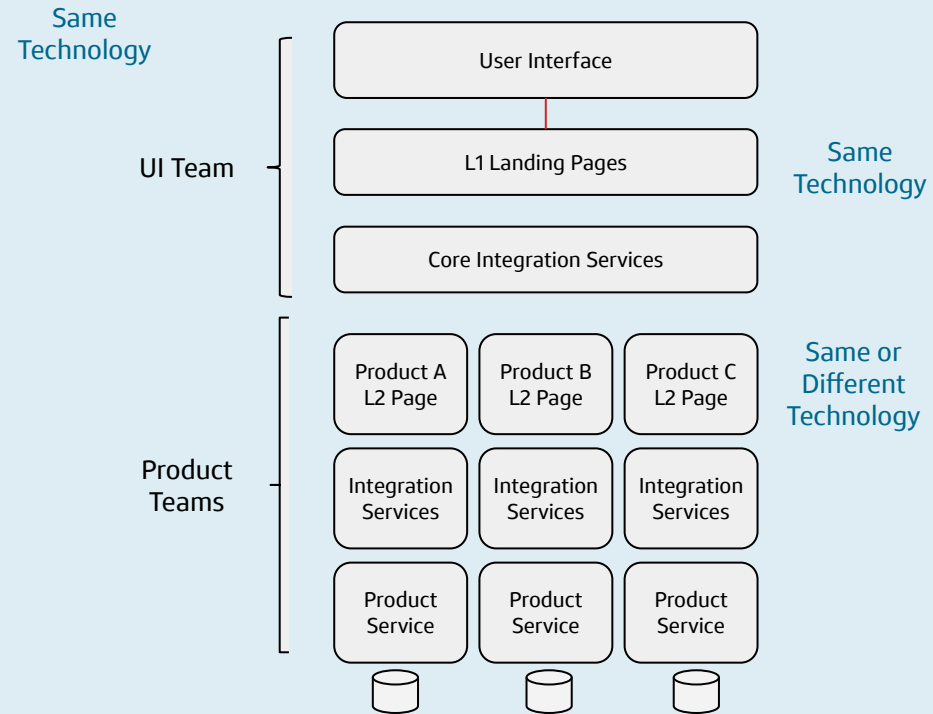 Same
Technology
User Interface
UI Team
L1 Landing Pages
Same
Technology
Core Integration Services
Product A
L2 Page
Product B
L2 Page
Product C
L2 Page
Same or
Different
Technology
Product
Teams
Integration
Services
Integration
Services
Integration
Services
Product
Service
Product
Service
Product
Service